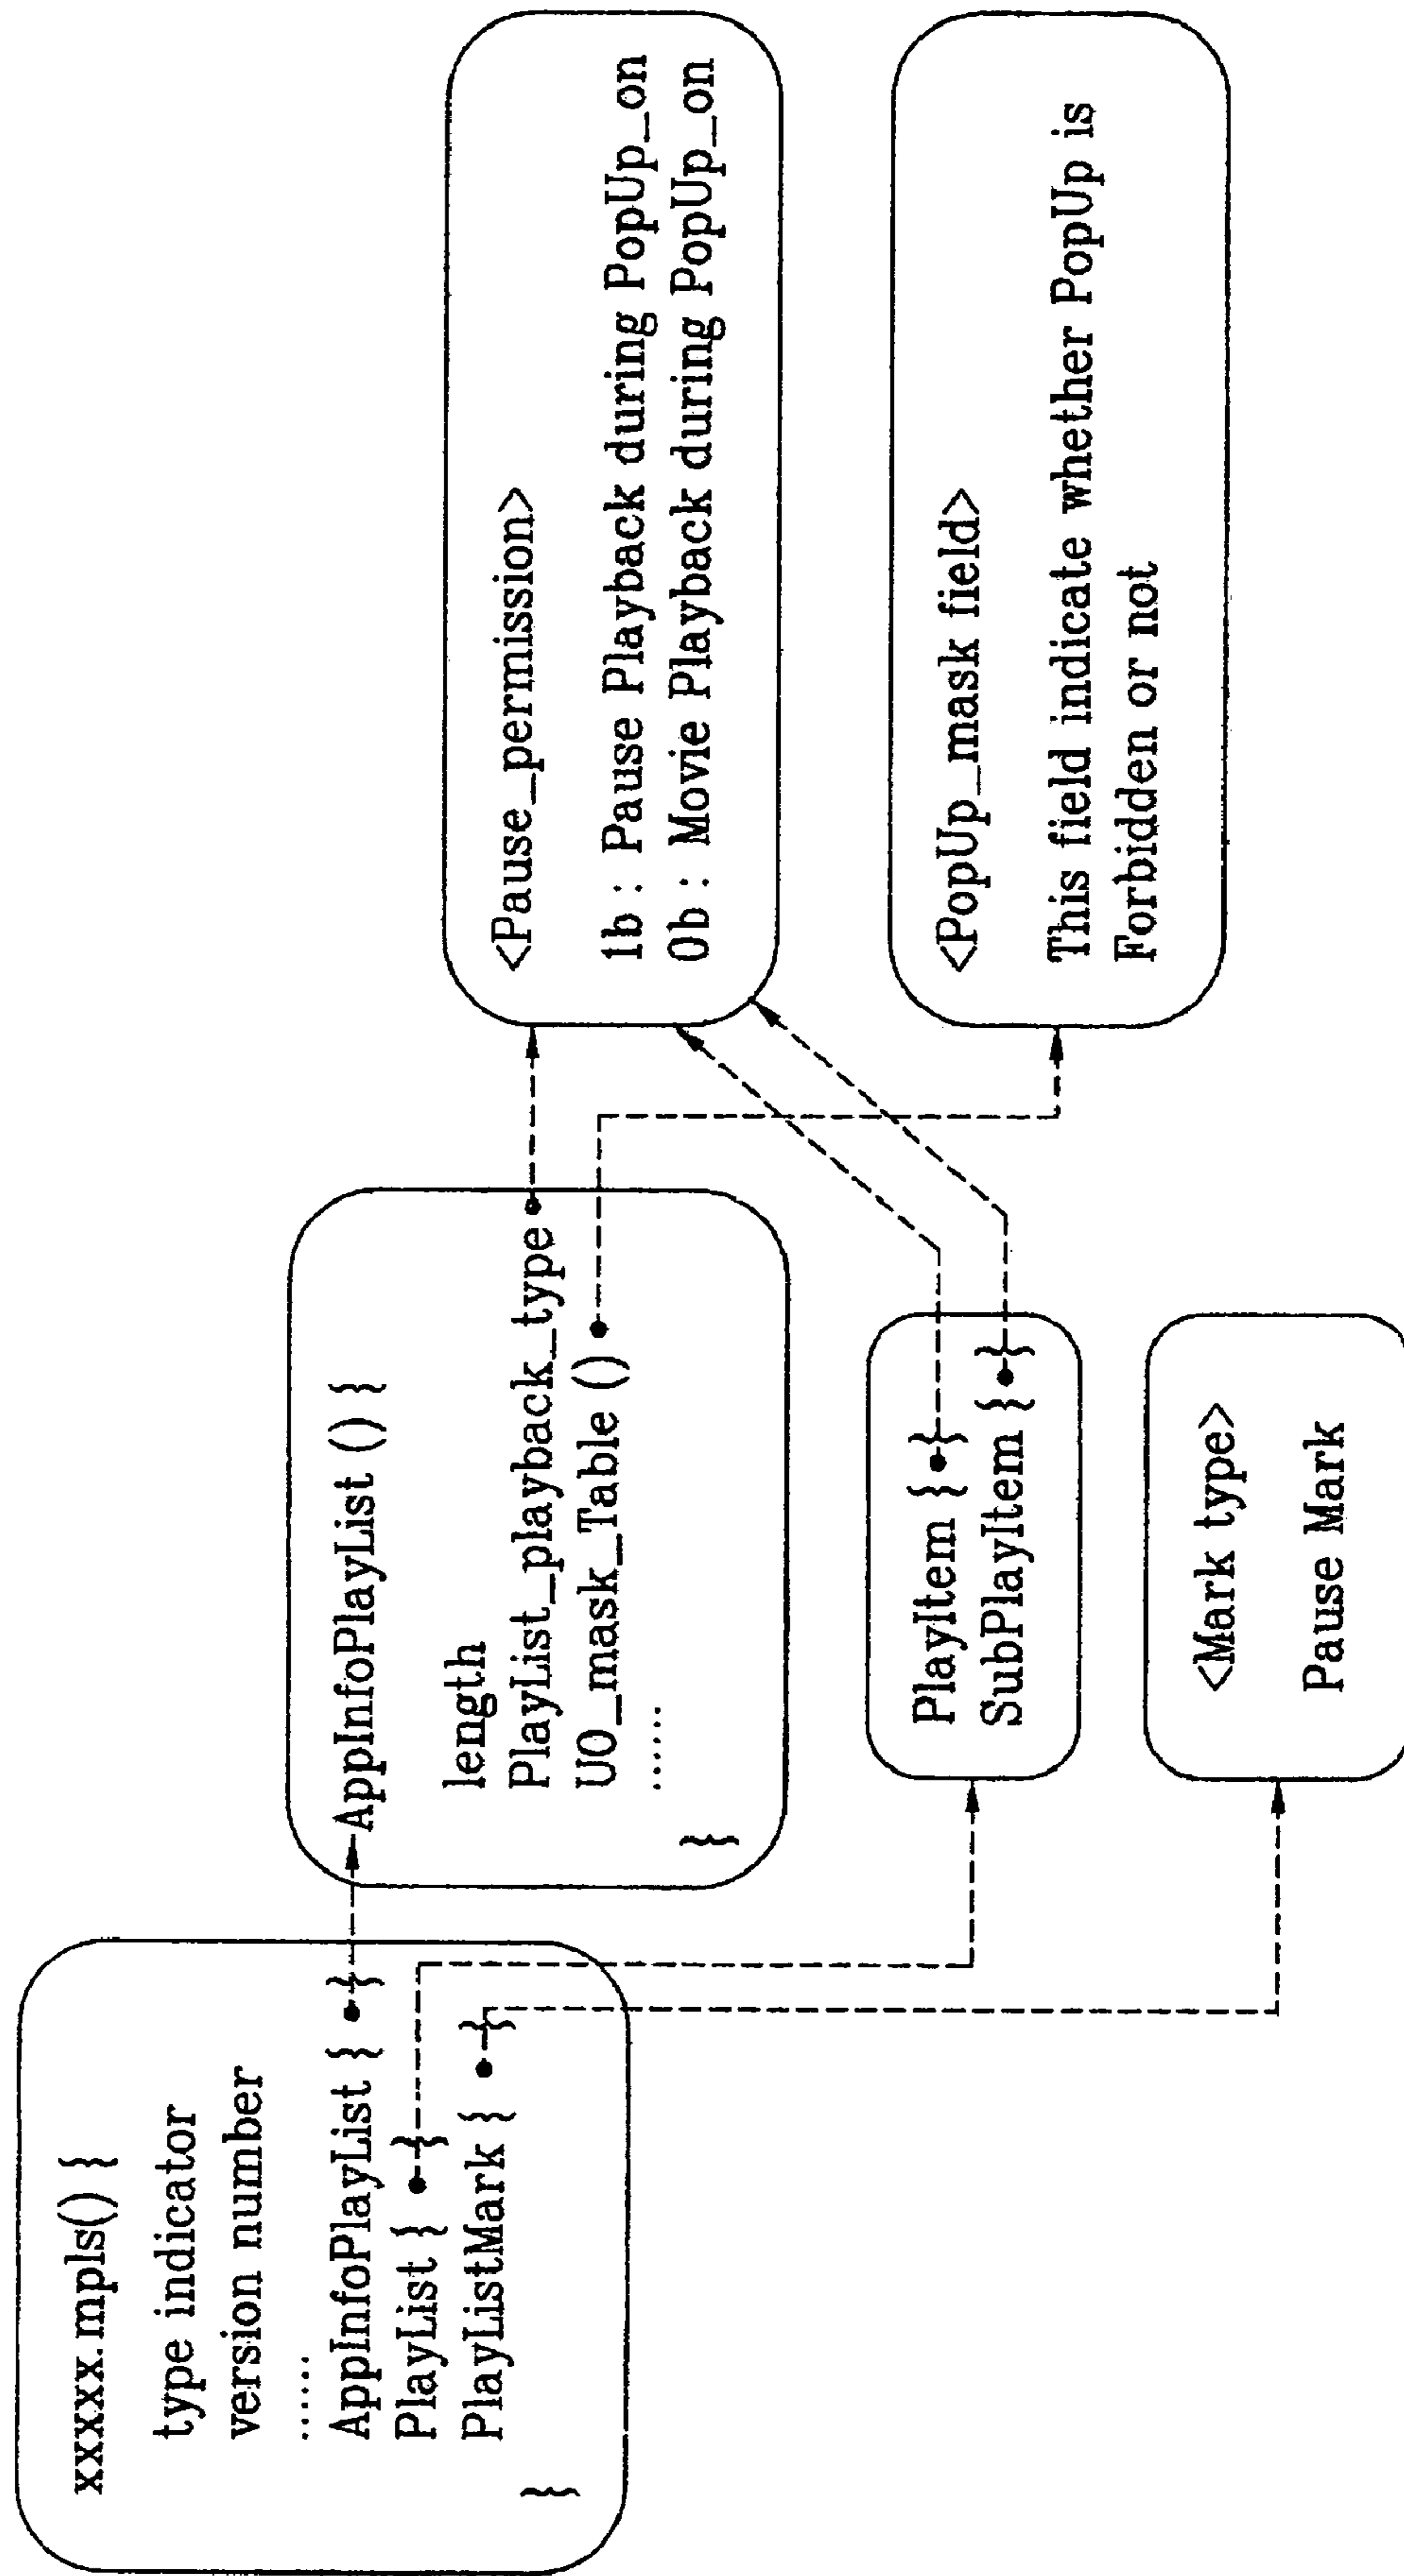 xxxxx.mpls() {
type indicator
version number
......
AppInfoPlayList { }
PlayList { }
PlayListMark { }
}
AppInfoPlayList () {
length
PlayList_playback_type
UO_mask_Table ()
......
}
PlayItem { }
SubPlayItem { }
<Mark type>
Pause Mark
<Pause_permission>
1b : Pause Playback during PopUp_on
0b : Movie Playback during PopUp_on
<PopUp_mask field>
This field indicate whether PopUp is
Forbidden or not